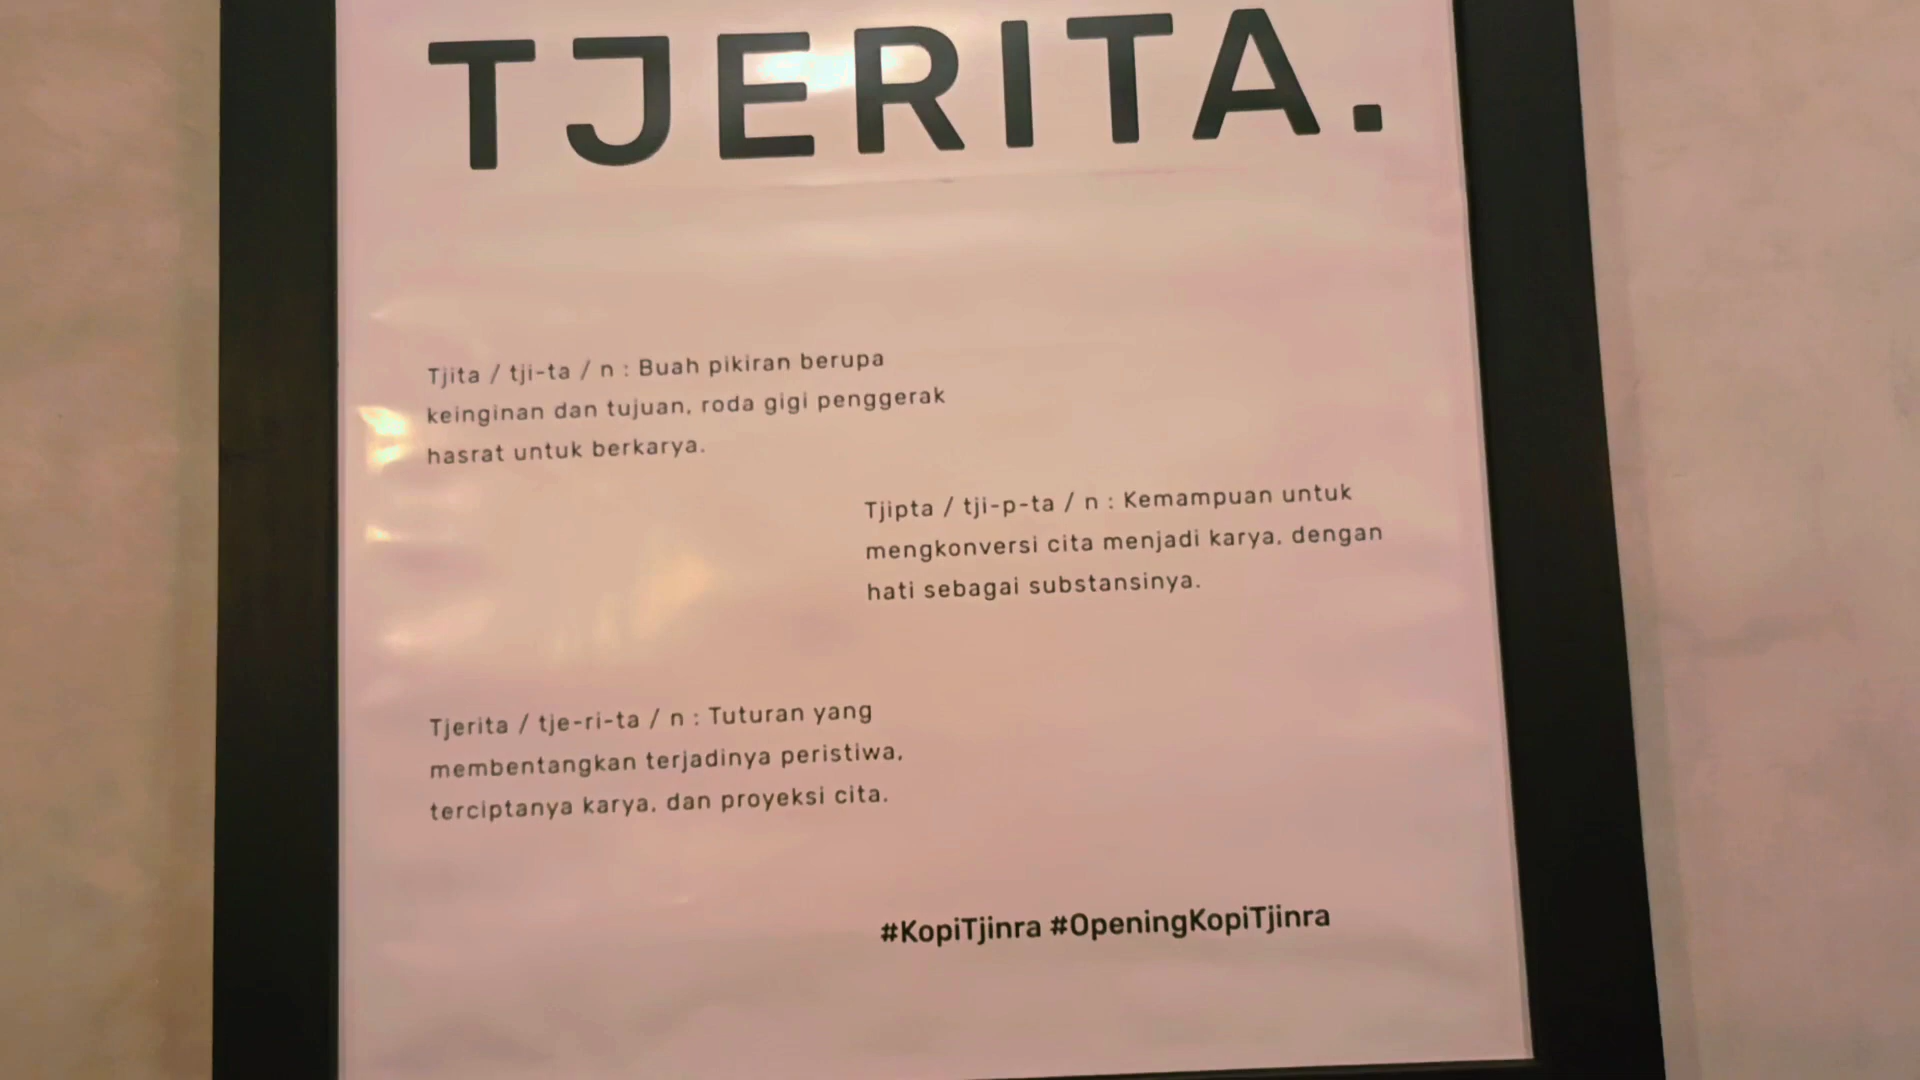 TJERITA.
Tjita / tji-ta / n : Buah pikiran berupa
keinginan dan tujuan, roda gigi penggerak
hasrat untuk berkarya.
Tjipta / tji-p-ta / n : Kemampuan untuk
mengkonversi cita menjadi karya, dengan
hati sebagai substansinya.
Tjerita / tje-ri-ta / n : Tuturan yang
membentangkan terjadinya peristiwa,
terciptanya karya, dan proyeksi cita.
#KopiTjinra #OpeningKopiTjinra